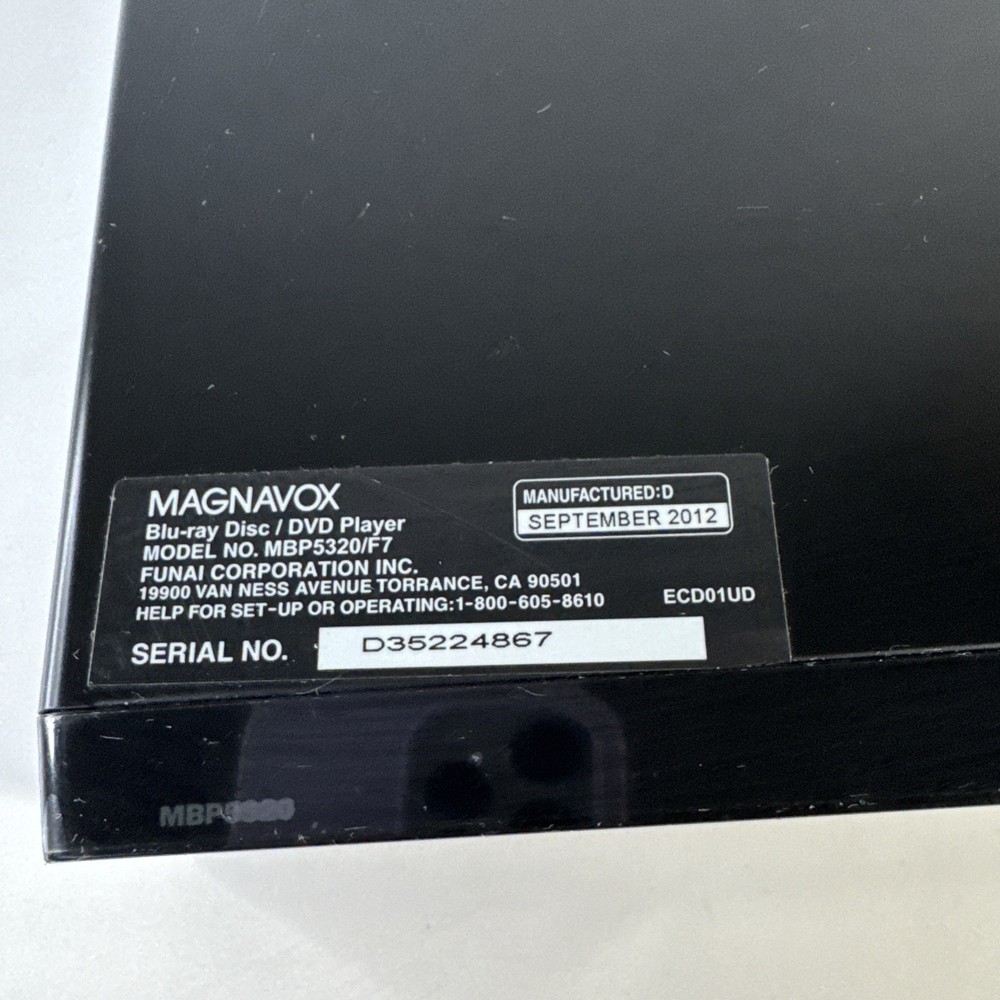 MAGNAVOX
Blu-ray Disc / DVD Player
MODEL NO. MBP5320/F7
FUNAI CORPORATION INC.
19900 VAN NESS AVENUE TORRANCE, CA 90501
HELP FOR SET-UP OR OPERATING:1-800-605-8610
MANUFACTURED:D
SEPTEMBER 2012
ECD01UD
SERIAL NO. D35224867
MBP5320